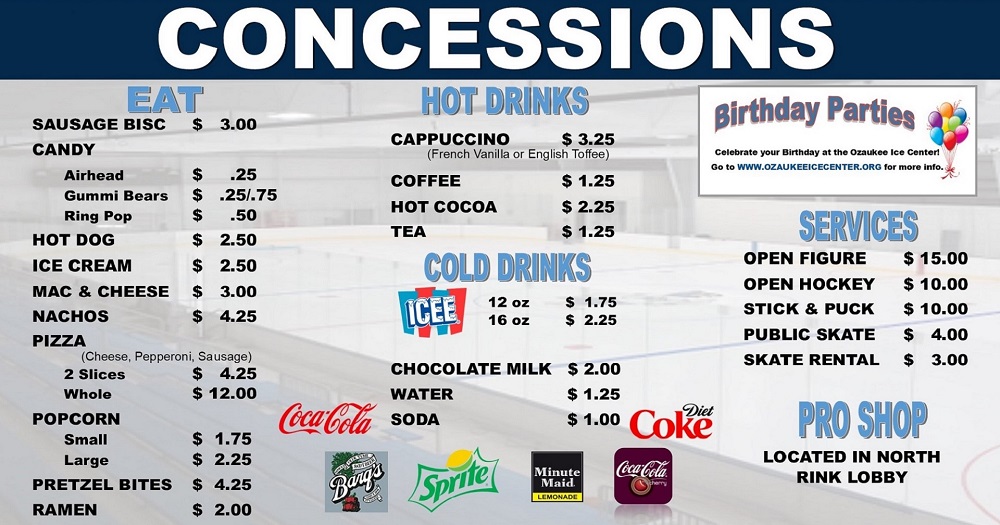 CONCESSIONS
EAT
SAUSAGE BISC $ 3.00
CANDY
Airhead $ .25
Gummi Bears $ .25/.75
Ring Pop $ .50
HOT DOG $ 2.50
ICE CREAM $ 2.50
MAC & CHEESE $ 3.00
NACHOS $ 4.25
PIZZA
(Cheese, Pepperoni, Sausage)
2 Slices $ 4.25
Whole $ 12.00
POPCORN
Small $ 1.75
Large $ 2.25
PRETZEL BITES $ 4.25
RAMEN $ 2.00
HOT DRINKS
CAPPUCCINO $ 3.25
(French Vanilla or English Toffee)
COFFEE $ 1.25
HOT COCOA $ 2.25
TEA $ 1.25
COLD DRINKS
ICEE
12 oz $ 1.75
16 oz $ 2.25
CHOCOLATE MILK $ 2.00
WATER $ 1.25
SODA $ 1.00
Coca-Cola
Diet
Coke
Barq's
Sprite
Minute
Maid
LEMONADE
Coca-Cola
cherry
Birthday Parties
Celebrate your Birthday at the Ozaukee Ice Center!
Go to WWW.OZAUKEEICECENTER.ORG for more info.
SERVICES
OPEN FIGURE $ 15.00
OPEN HOCKEY $ 10.00
STICK & PUCK $ 10.00
PUBLIC SKATE $ 4.00
SKATE RENTAL $ 3.00
PRO SHOP
LOCATED IN NORTH
RINK LOBBY